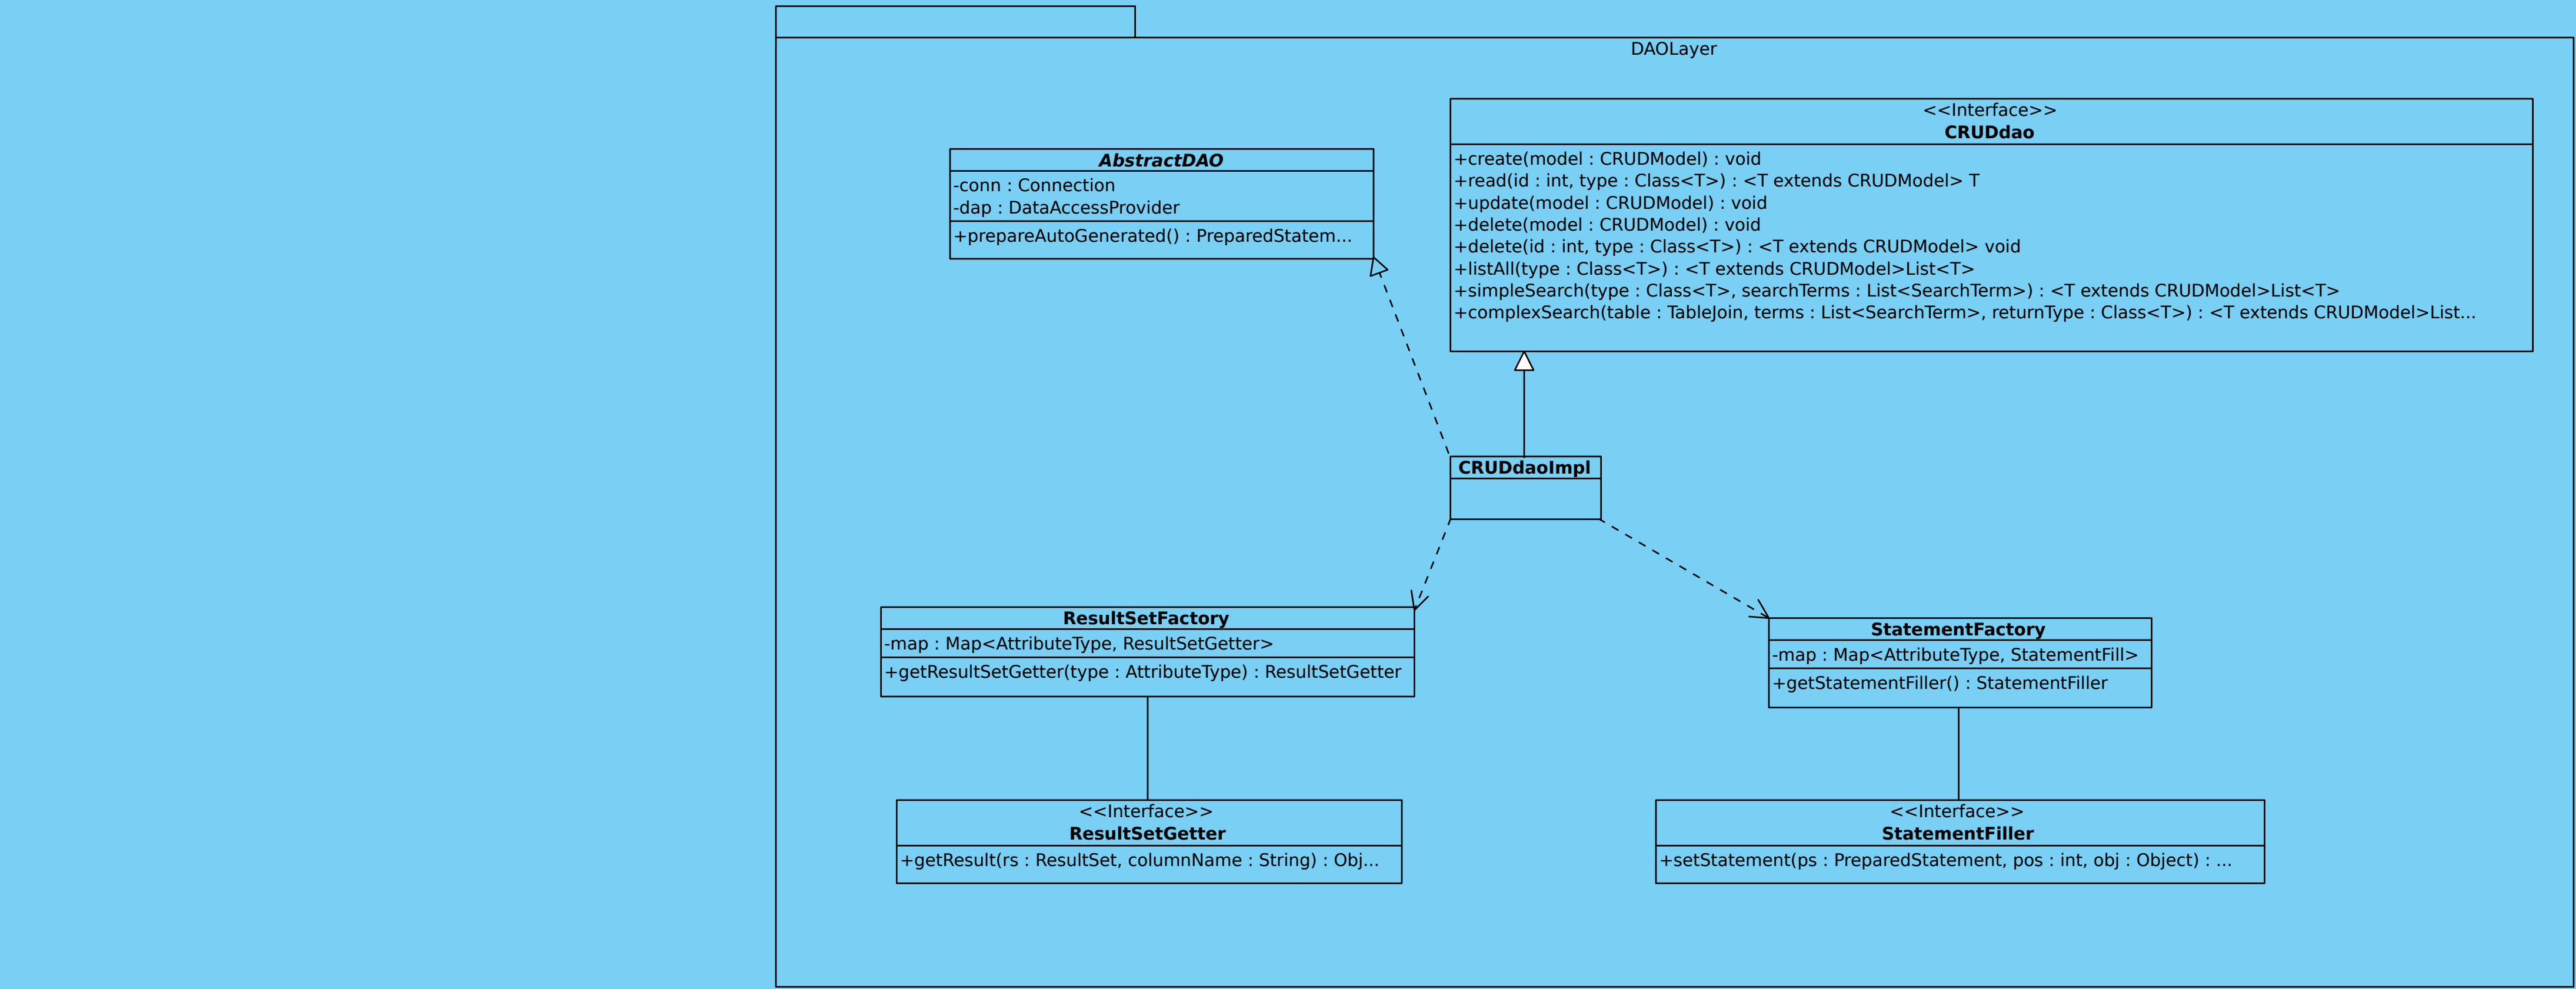 DAOLayer
AbstractDAO
-conn : Connection
-dap : DataAccessProvider
+prepareAutoGenerated() : PreparedStatem...
<<Interface>>
CRUDdao
+create(model : CRUDModel) : void
+read(id : int, type : Class<T>) : <T extends CRUDModel> T
+update(model : CRUDModel) : void
+delete(model : CRUDModel) : void
+delete(id : int, type : Class<T>) : <T extends CRUDModel> void
+listAll(type : Class<T>) : <T extends CRUDModel>List<T>
+simpleSearch(type : Class<T>, searchTerms : List<SearchTerm>) : <T extends CRUDModel>List<T>
+complexSearch(table : TableJoin, terms : List<SearchTerm>, returnType : Class<T>) : <T extends CRUDModel>List...
CRUDdaoImpl
ResultSetFactory
-map : Map<AttributeType, ResultSetGetter>
+getResultSetGetter(type : AttributeType) : ResultSetGetter
StatementFactory
-map : Map<AttributeType, StatementFill>
+getStatementFiller() : StatementFiller
<<Interface>>
ResultSetGetter
+getResult(rs : ResultSet, columnName : String) : Obj...
<<Interface>>
StatementFiller
+setStatement(ps : PreparedStatement, pos : int, obj : Object) : ...